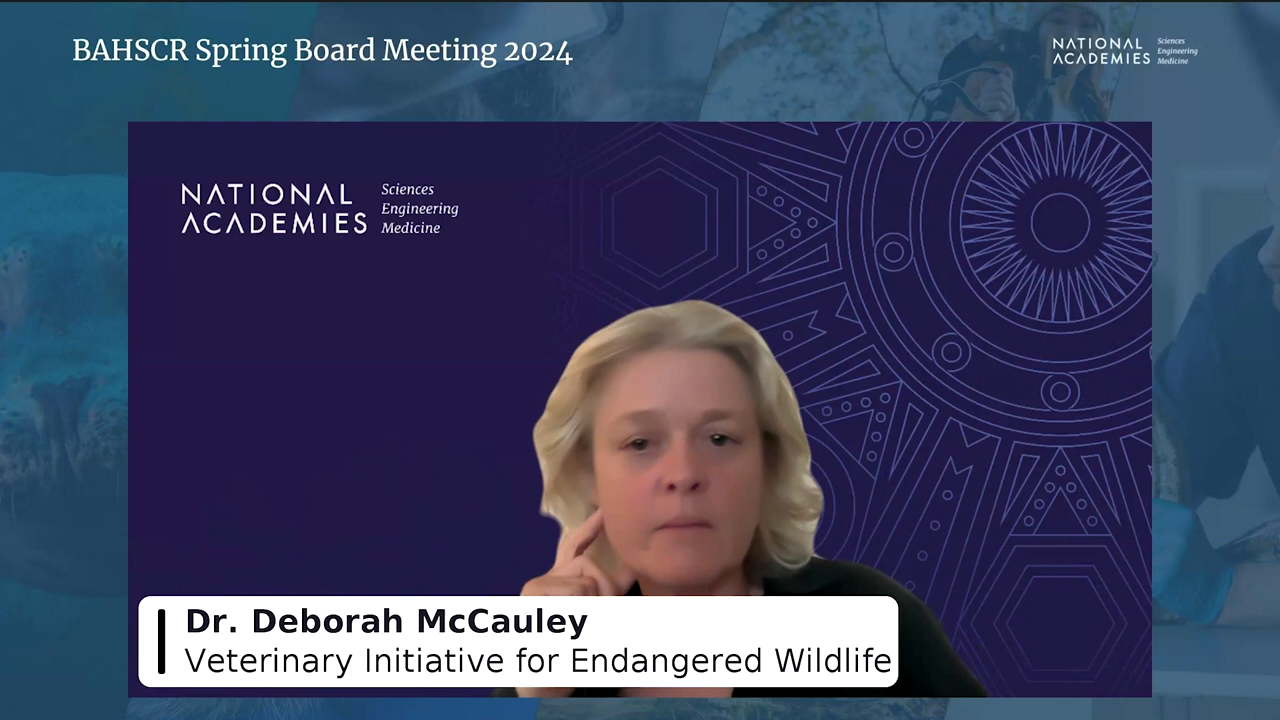 BAHSCR Spring Board Meeting 2024
NATIONAL
ACADEMIES
Sciences
Engineering
Medicine
NATIONAL
ACADEMIES
Sciences
Engineering
Medicine
Dr. Deborah McCauley
Veterinary Initiative for Endangered Wildlife